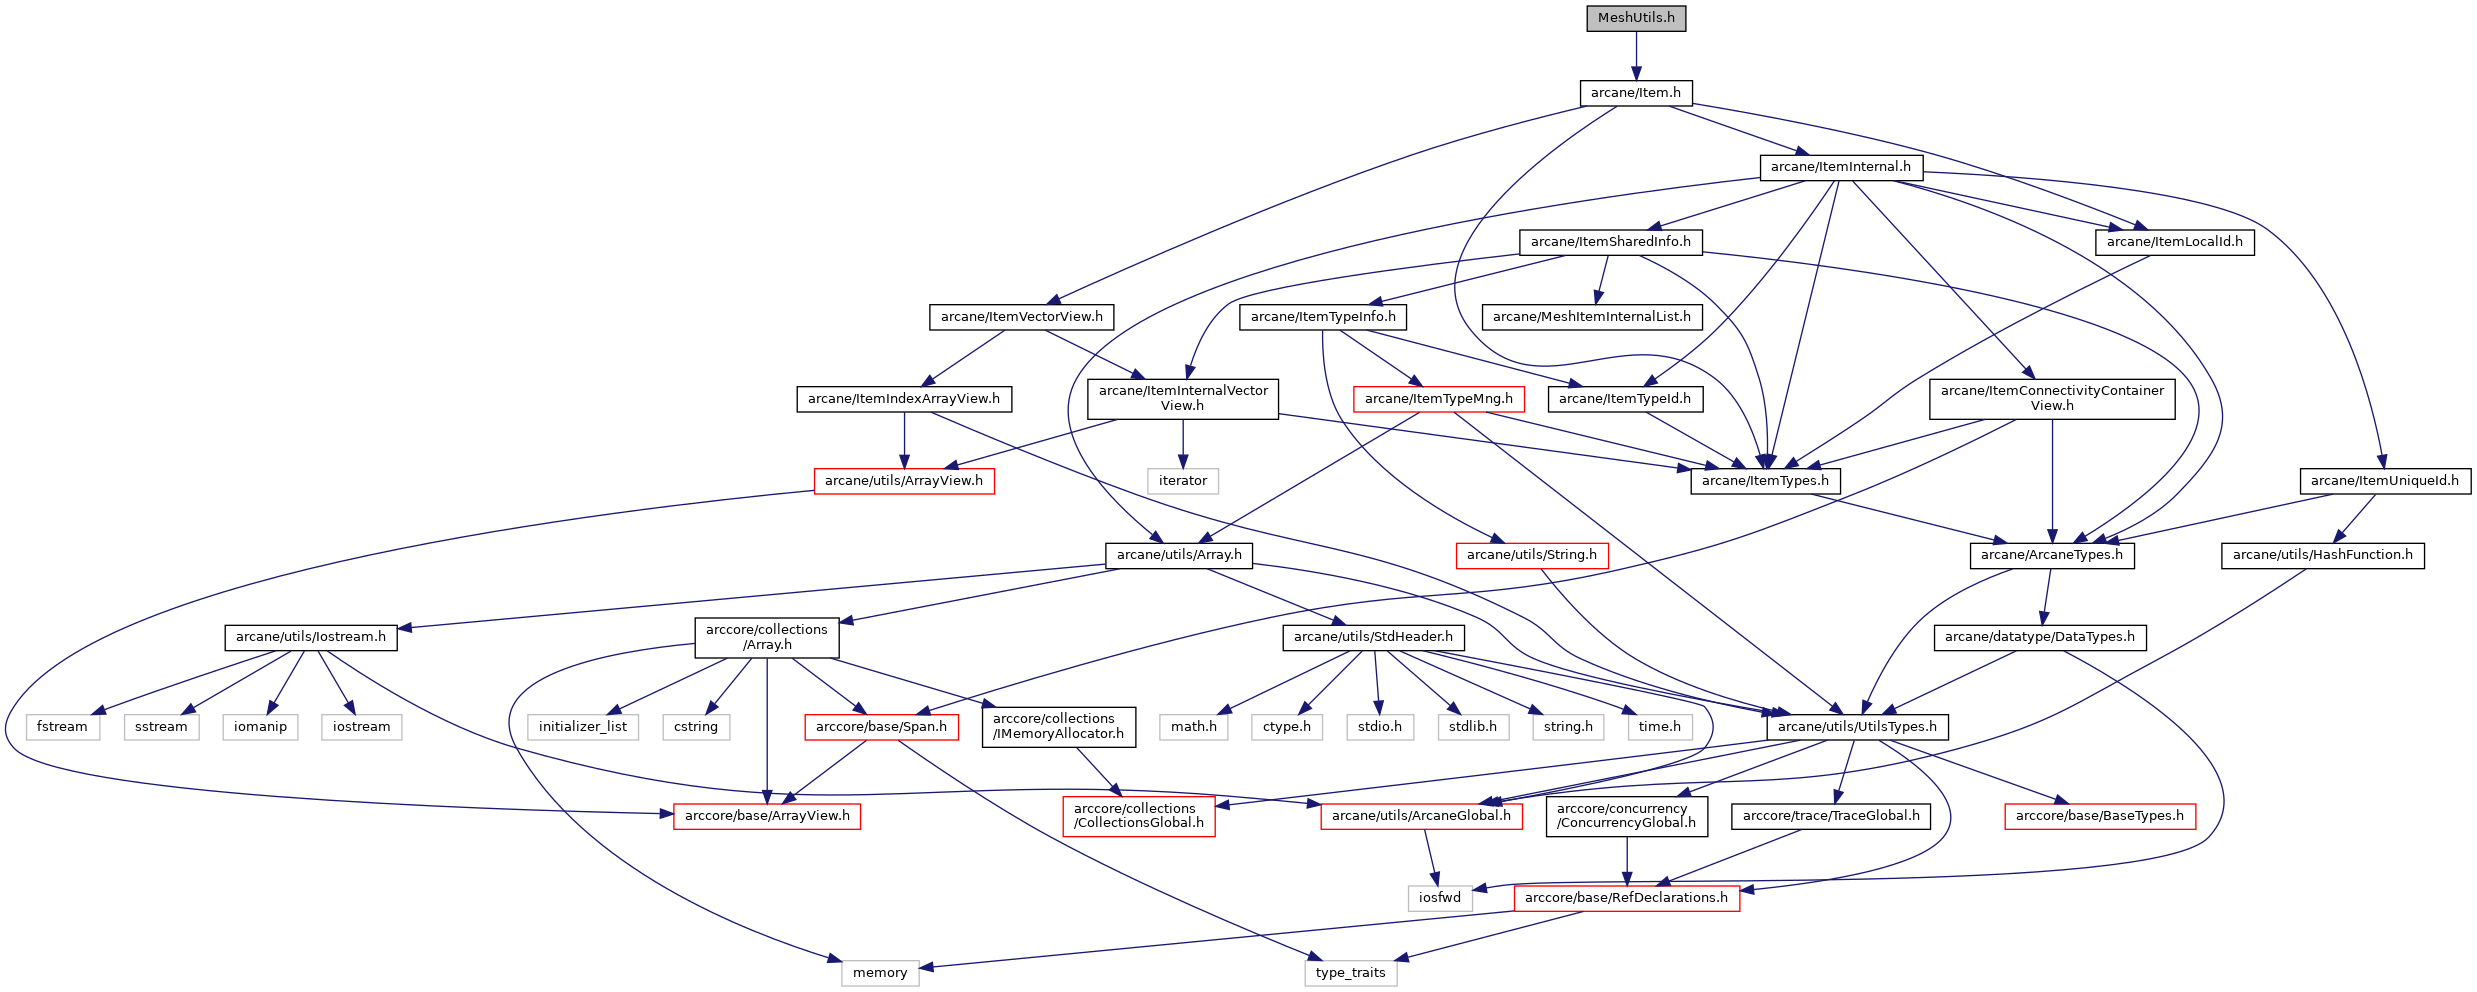 MeshUtils.h
arcane/Item.h
arcane/ItemInternal.h
arcane/ItemSharedInfo.h
arcane/ItemLocalId.h
arcane/ItemVectorView.h
arcane/ItemTypeInfo.h
arcane/MeshItemInternalList.h
arcane/ItemIndexArrayView.h
arcane/ItemInternalVector
View.h
arcane/ItemTypeMng.h
arcane/ItemTypeId.h
arcane/ItemConnectivityContainer
View.h
arcane/utils/ArrayView.h
iterator
arcane/ItemTypes.h
arcane/ItemUniqueId.h
arcane/utils/Array.h
arcane/utils/String.h
arcane/ArcaneTypes.h
arcane/utils/HashFunction.h
arcane/utils/Iostream.h
arccore/collections
/Array.h
arcane/utils/StdHeader.h
arcane/datatype/DataTypes.h
fstream
sstream
iomanip
iostream
initializer_list
cstring
arccore/base/Span.h
arccore/collections
/IMemoryAllocator.h
math.h
ctype.h
stdio.h
stdlib.h
string.h
time.h
arcane/utils/UtilsTypes.h
arccore/base/ArrayView.h
arccore/collections
/CollectionsGlobal.h
arcane/utils/ArcaneGlobal.h
arccore/concurrency
/ConcurrencyGlobal.h
arccore/trace/TraceGlobal.h
arccore/base/BaseTypes.h
iosfwd
arccore/base/RefDeclarations.h
memory
type_traits